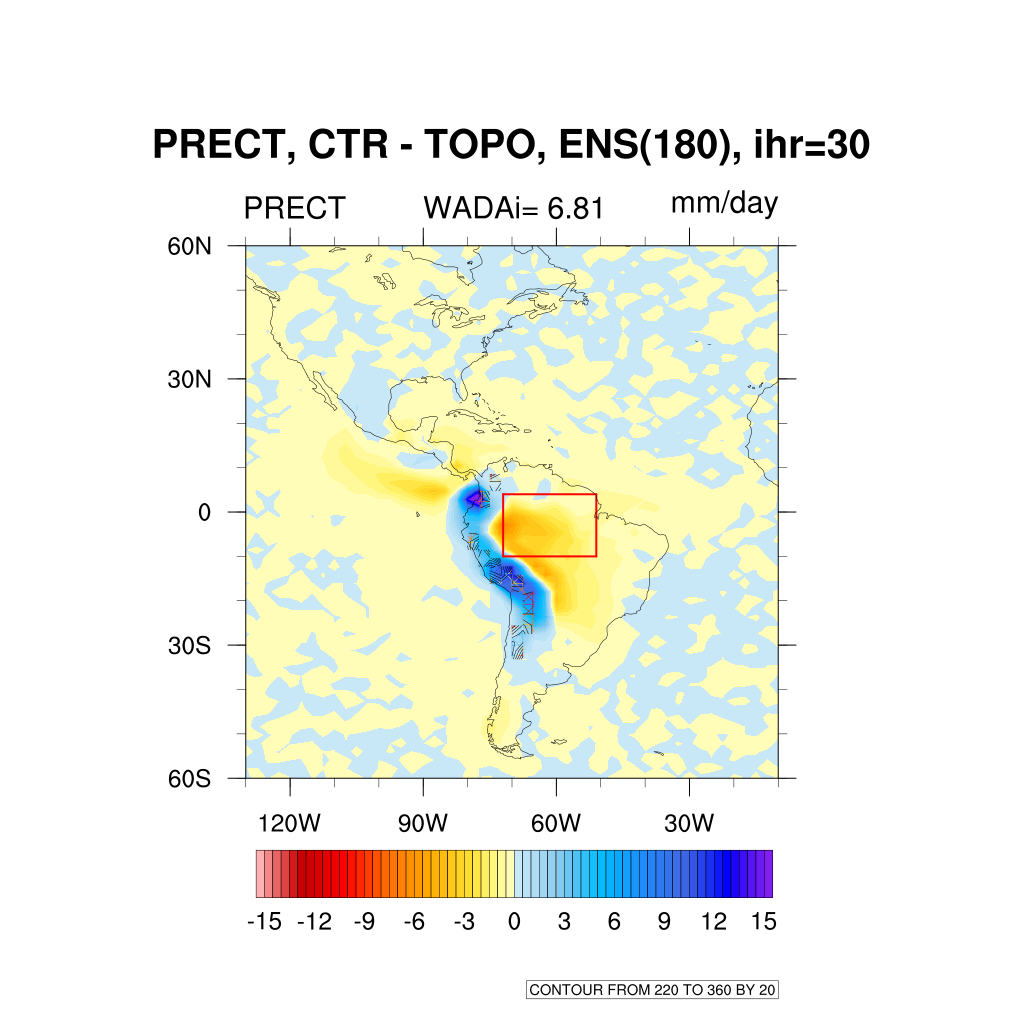 PRECT, CTR - TOPO, ENS(180), ihr=30
PRECT WADAi= 6.81 mm/day
60N
30N
0
30S
60S
120W 90W 60W 30W
-15 -12 -9 -6 -3 0 3 6 9 12 15
CONTOUR FROM 220 TO 360 BY 20